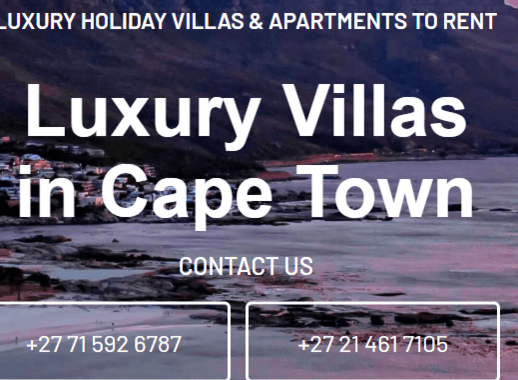 LUXURY HOLIDAY VILLAS & APARTMENTS TO RENT
Luxury Villas
in Cape Town
CONTACT US
+27 71 592 6787
+27 21 461 7105